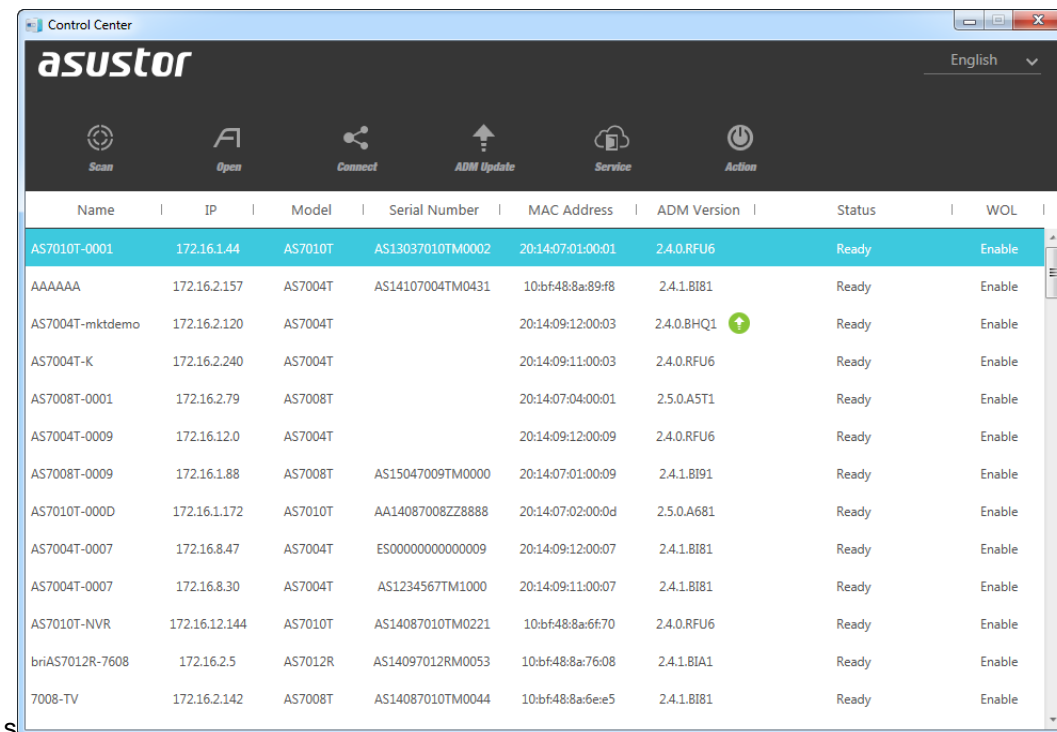 Control Center
asustor
English
Scan Open Connect ADM Update Service Action
Name IP Model Serial Number MAC Address ADM Version Status WOL
AS7010T-0001 172.16.1.44 AS7010T AS13037010TM0002 20:14:07:01:00:01 2.4.0.RFU6 Ready Enable
AAAAAA 172.16.2.157 AS7004T AS14107004TM0431 10:bf:48:8a:89:f8 2.4.1.BI81 Ready Enable
AS7004T-mktdemo 172.16.2.120 AS7004T 20:14:09:12:00:03 2.4.0.BHQ1 Ready Enable
AS7004T-K 172.16.2.240 AS7004T 20:14:09:11:00:03 2.4.0.RFU6 Ready Enable
AS7008T-0001 172.16.2.79 AS7008T 20:14:07:04:00:01 2.5.0.A5T1 Ready Enable
AS7004T-0009 172.16.12.0 AS7004T 20:14:09:12:00:09 2.4.0.RFU6 Ready Enable
AS7008T-0009 172.16.1.88 AS7008T AS15047009TM0000 20:14:07:01:00:09 2.4.1.BI91 Ready Enable
AS7010T-000D 172.16.1.172 AS7010T AA14087008ZZ8888 20:14:07:02:00:0d 2.5.0.A681 Ready Enable
AS7004T-0007 172.16.8.47 AS7004T ES00000000000009 20:14:09:12:00:07 2.4.1.BI81 Ready Enable
AS7004T-0007 172.16.8.30 AS7004T AS1234567TM1000 20:14:09:11:00:07 2.4.1.BI81 Ready Enable
AS7010T-NVR 172.16.12.144 AS7010T AS14087010TM0221 10:bf:48:8a:6f:70 2.4.0.RFU6 Ready Enable
briAS7012R-7608 172.16.2.5 AS7012R AS14097012RM0053 10:bf:48:8a:76:08 2.4.1.BIA1 Ready Enable
7008-TV 172.16.2.142 AS7008T AS14087010TM0044 10:bf:48:8a:6e:e5 2.4.1.BI81 Ready Enable
s